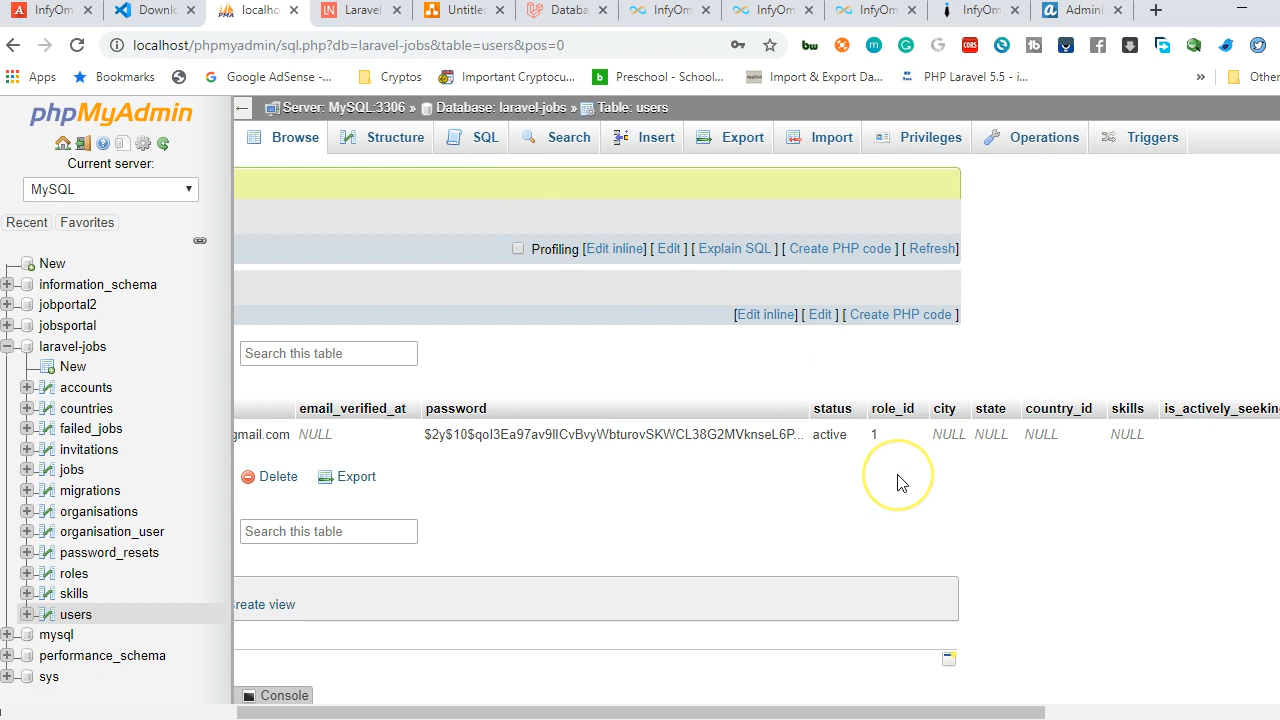 InfyOm
Downlo
localho
Laravel
Untitle
Databa
InfyOm
InfyOm
InfyOm
InfyOm
AdminL
localhost/phpmyadmin/sql.php?db=laravel-jobs&table=users&pos=0
Apps
Bookmarks
Google AdSense -...
Cryptos
Important Cryptocu...
Preschool - Schoo...
Import & Export Da...
PHP Laravel 5.5 - i...
»
Other
phpMyAdmin
Current server:
MySQL
Recent
Favorites
New
information_schema
jobportal2
jobsportal
laravel-jobs
New
accounts
countries
failed_jobs
invitations
jobs
migrations
organisations
organisation_user
password_resets
roles
skills
users
mysql
performance_schema
sys
Server: MySQL:3306 » Database: laravel-jobs » Table: users
Browse
Structure
SQL
Search
Insert
Export
Import
Privileges
Operations
Triggers
Profiling [Edit inline] [ Edit ] [ Explain SQL ] [ Create PHP code ] [ Refresh]
[Edit inline] [ Edit ] [ Create PHP code ]
Search this table
email_verified_at password status role_id city state country_id skills is_actively_seekin
gmail.com NULL $2y$10$qoI3Ea97av9IlCvBvyWbturovSKWCL38G2MVknseL6P... active 1 NULL NULL NULL NULL
Delete
Export
Search this table
Create view
Console